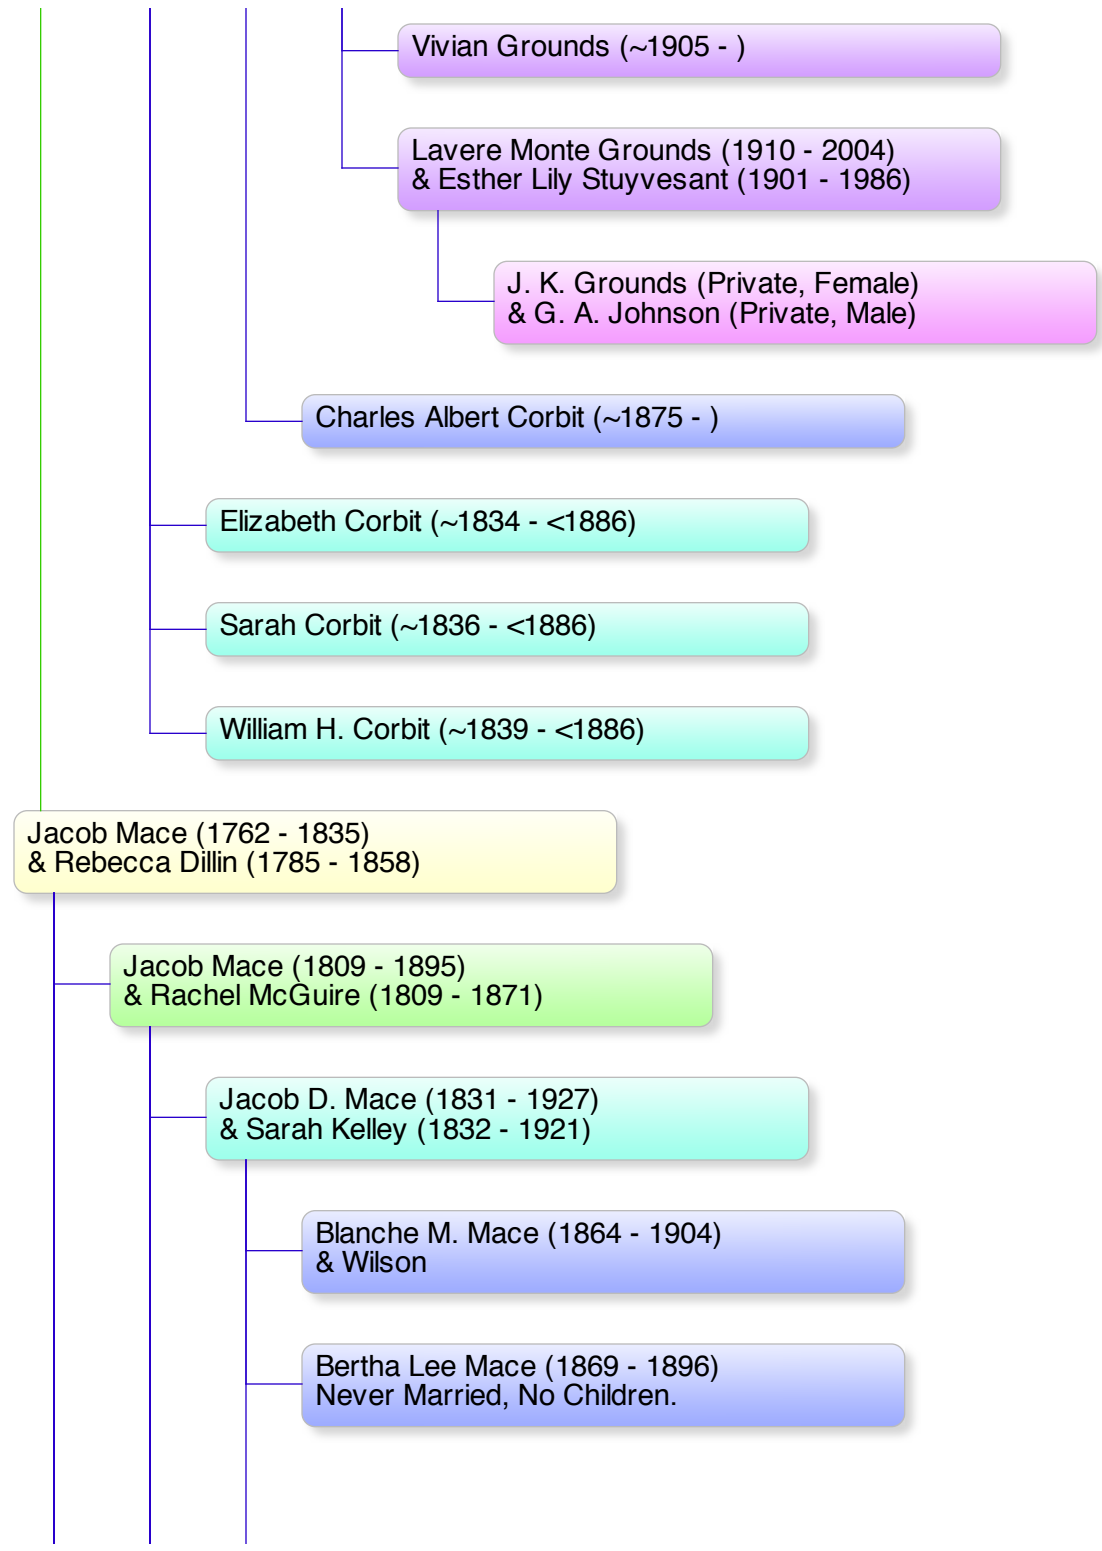 Vivian Grounds (~1905 - )
Lavere Monte Grounds (1910 - 2004)
& Esther Lily Stuyvesant (1901 - 1986)
J. K. Grounds (Private, Female)
& G. A. Johnson (Private, Male)
Charles Albert Corbit (~1875 - )
Elizabeth Corbit (~1834 - <1886)
Sarah Corbit (~1836 - <1886)
William H. Corbit (~1839 - <1886)
Jacob Mace (1762 - 1835)
& Rebecca Dillin (1785 - 1858)
Jacob Mace (1809 - 1895)
& Rachel McGuire (1809 - 1871)
Jacob D. Mace (1831 - 1927)
& Sarah Kelley (1832 - 1921)
Blanche M. Mace (1864 - 1904)
& Wilson
Bertha Lee Mace (1869 - 1896)
Never Married, No Children.